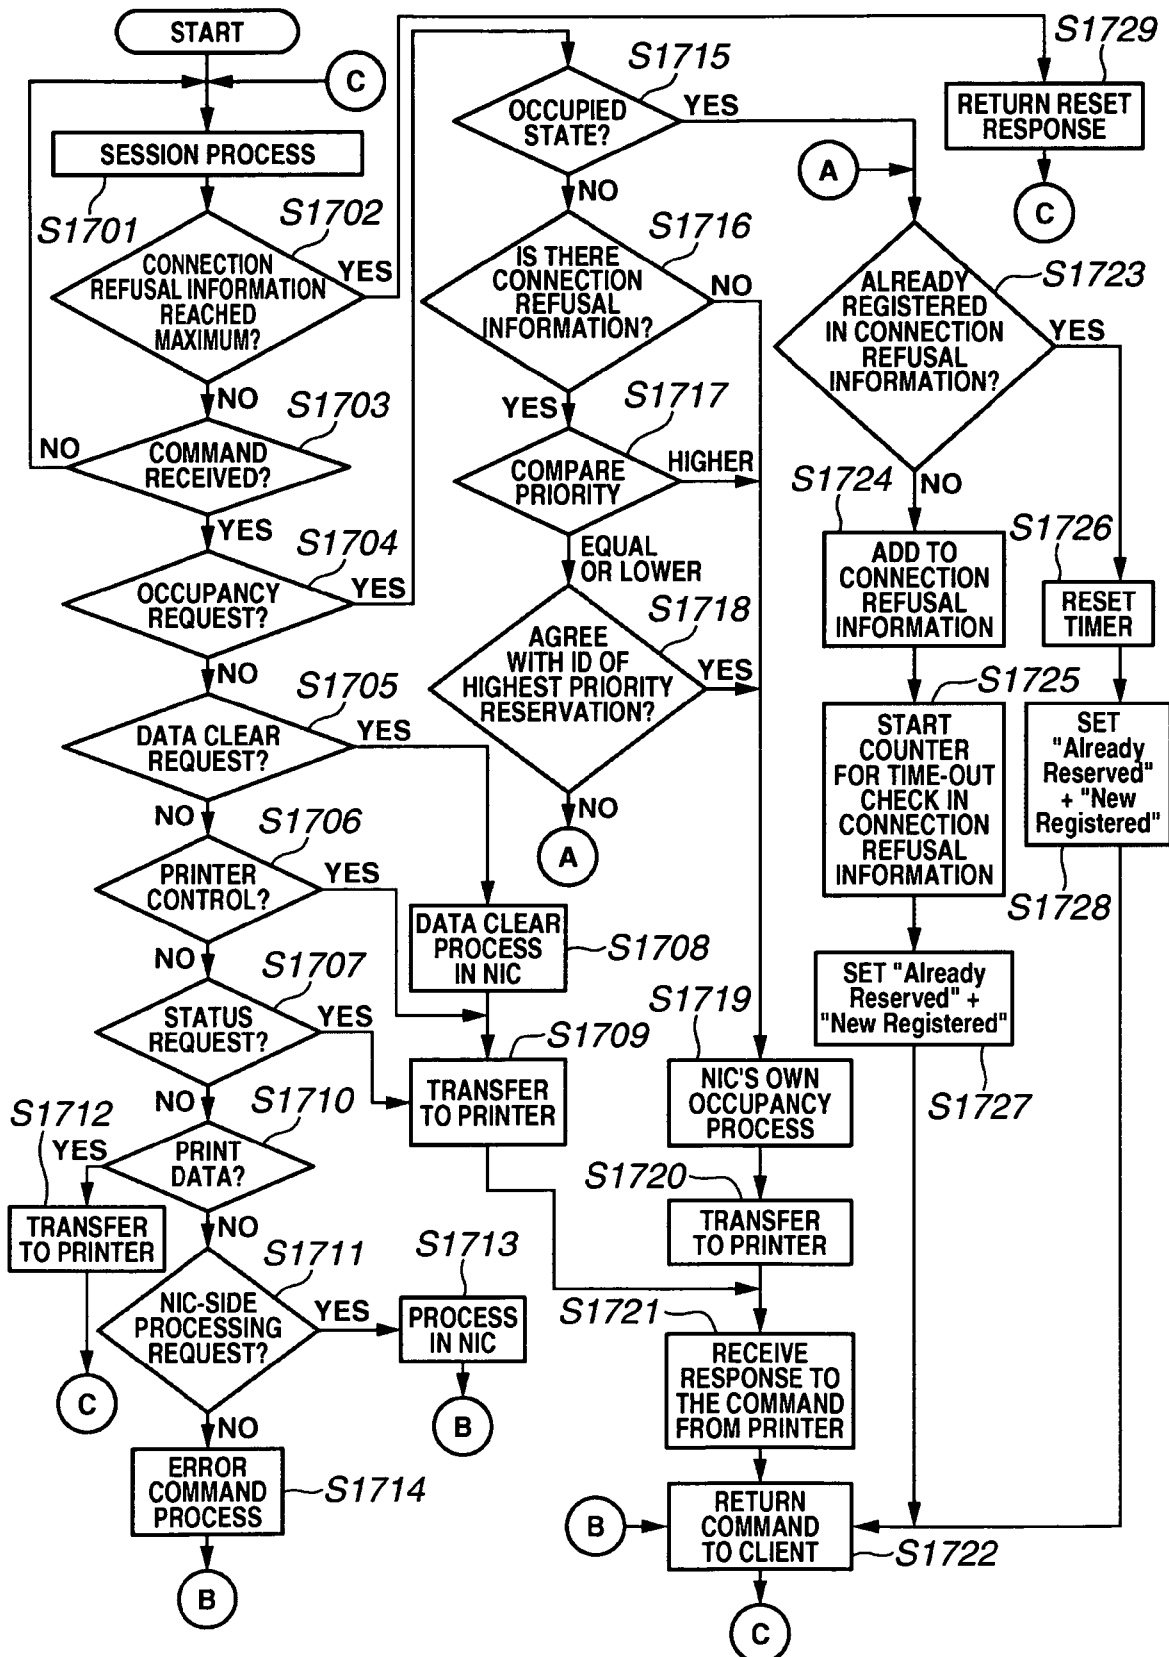 START
C
SESSION PROCESS
S1701
S1702
CONNECTION
REFUSAL INFORMATION
REACHED
MAXIMUM?
YES
NO
S1703
COMMAND
RECEIVED?
NO
YES
S1704
OCCUPANCY
REQUEST?
YES
NO
S1705
DATA CLEAR
REQUEST?
YES
NO
S1706
PRINTER
CONTROL?
YES
NO
S1707
STATUS
REQUEST?
YES
NO
S1710
PRINT
DATA?
YES
S1712
TRANSFER
TO PRINTER
C
NO
S1711
NIC-SIDE
PROCESSING
REQUEST?
YES
S1713
PROCESS
IN NIC
B
NO
ERROR
COMMAND
PROCESS
S1714
B
DATA CLEAR
PROCESS
IN NIC
S1708
S1709
TRANSFER
TO PRINTER
S1715
OCCUPIED
STATE?
YES
NO
S1716
IS THERE
CONNECTION
REFUSAL
INFORMATION?
NO
YES
S1717
COMPARE
PRIORITY
HIGHER
EQUAL
OR LOWER
S1718
AGREE
WITH ID OF
HIGHEST PRIORITY
RESERVATION?
YES
NO
A
S1719
NIC'S OWN
OCCUPANCY
PROCESS
S1720
TRANSFER
TO PRINTER
S1721
RECEIVE
RESPONSE TO
THE COMMAND
FROM PRINTER
B
RETURN
COMMAND
TO CLIENT
S1722
C
S1729
RETURN RESET
RESPONSE
C
A
S1723
ALREADY
REGISTERED
IN CONNECTION
REFUSAL
INFORMATION?
YES
NO
S1724
ADD TO
CONNECTION
REFUSAL
INFORMATION
S1725
START
COUNTER
FOR TIME-OUT
CHECK IN
CONNECTION
REFUSAL
INFORMATION
SET "Already
Reserved" +
"New Registered"
S1727
S1726
RESET
TIMER
SET
"Already
Reserved"
+ "New
Registered"
S1728